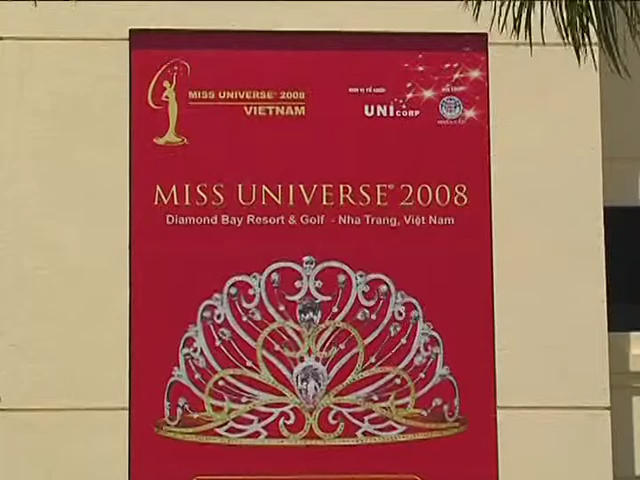 MISS UNIVERSE® 2008
VIETNAM
UNICORP
MISS UNIVERSE® 2008
Diamond Bay Resort & Golf - Nha Trang, Việt Nam